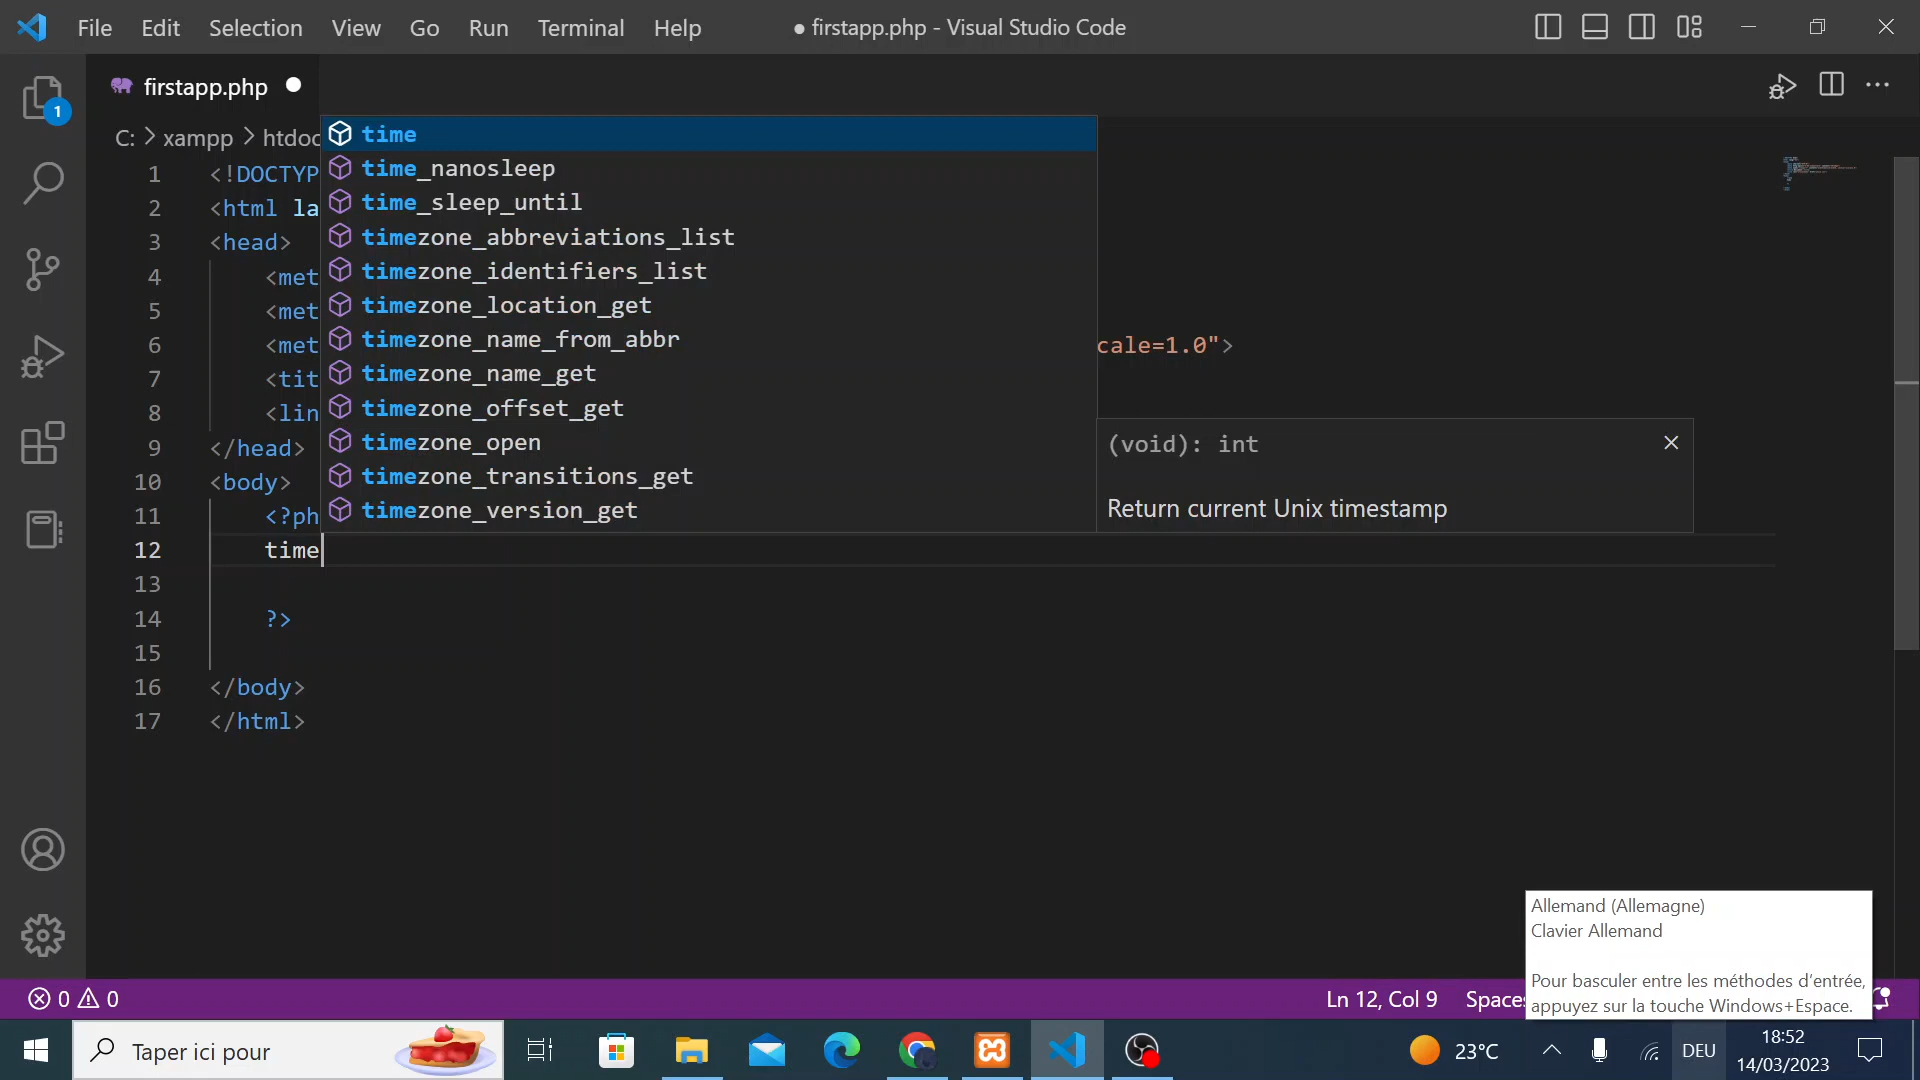 File Edit Selection View Go Run Terminal Help ● firstapp.php - Visual Studio Code
1
firstapp.php ●
C: > xampp > htdoc
time
time_nanosleep
time_sleep_until
timezone_abbreviations_list
timezone_identifiers_list
timezone_location_get
timezone_name_from_abbr
timezone_name_get
timezone_offset_get
timezone_open
timezone_transitions_get
timezone_version_get
(void): int
Return current Unix timestamp
1 <!DOCTYP
2 <html la
3 <head>
4 <met
5 <met
6 <met cale=1.0">
7 <tit
8 <lin
9 </head>
10 <body>
11 <?ph
12 time
13
14 ?>
15
16 </body>
17 </html>
Allemand (Allemagne)
Clavier Allemand
Pour basculer entre les méthodes d'entrée,
appuyez sur la touche Windows+Espace.
0 0 Ln 12, Col 9 Spaces
Taper ici pour 23°C DEU 18:52
14/03/2023